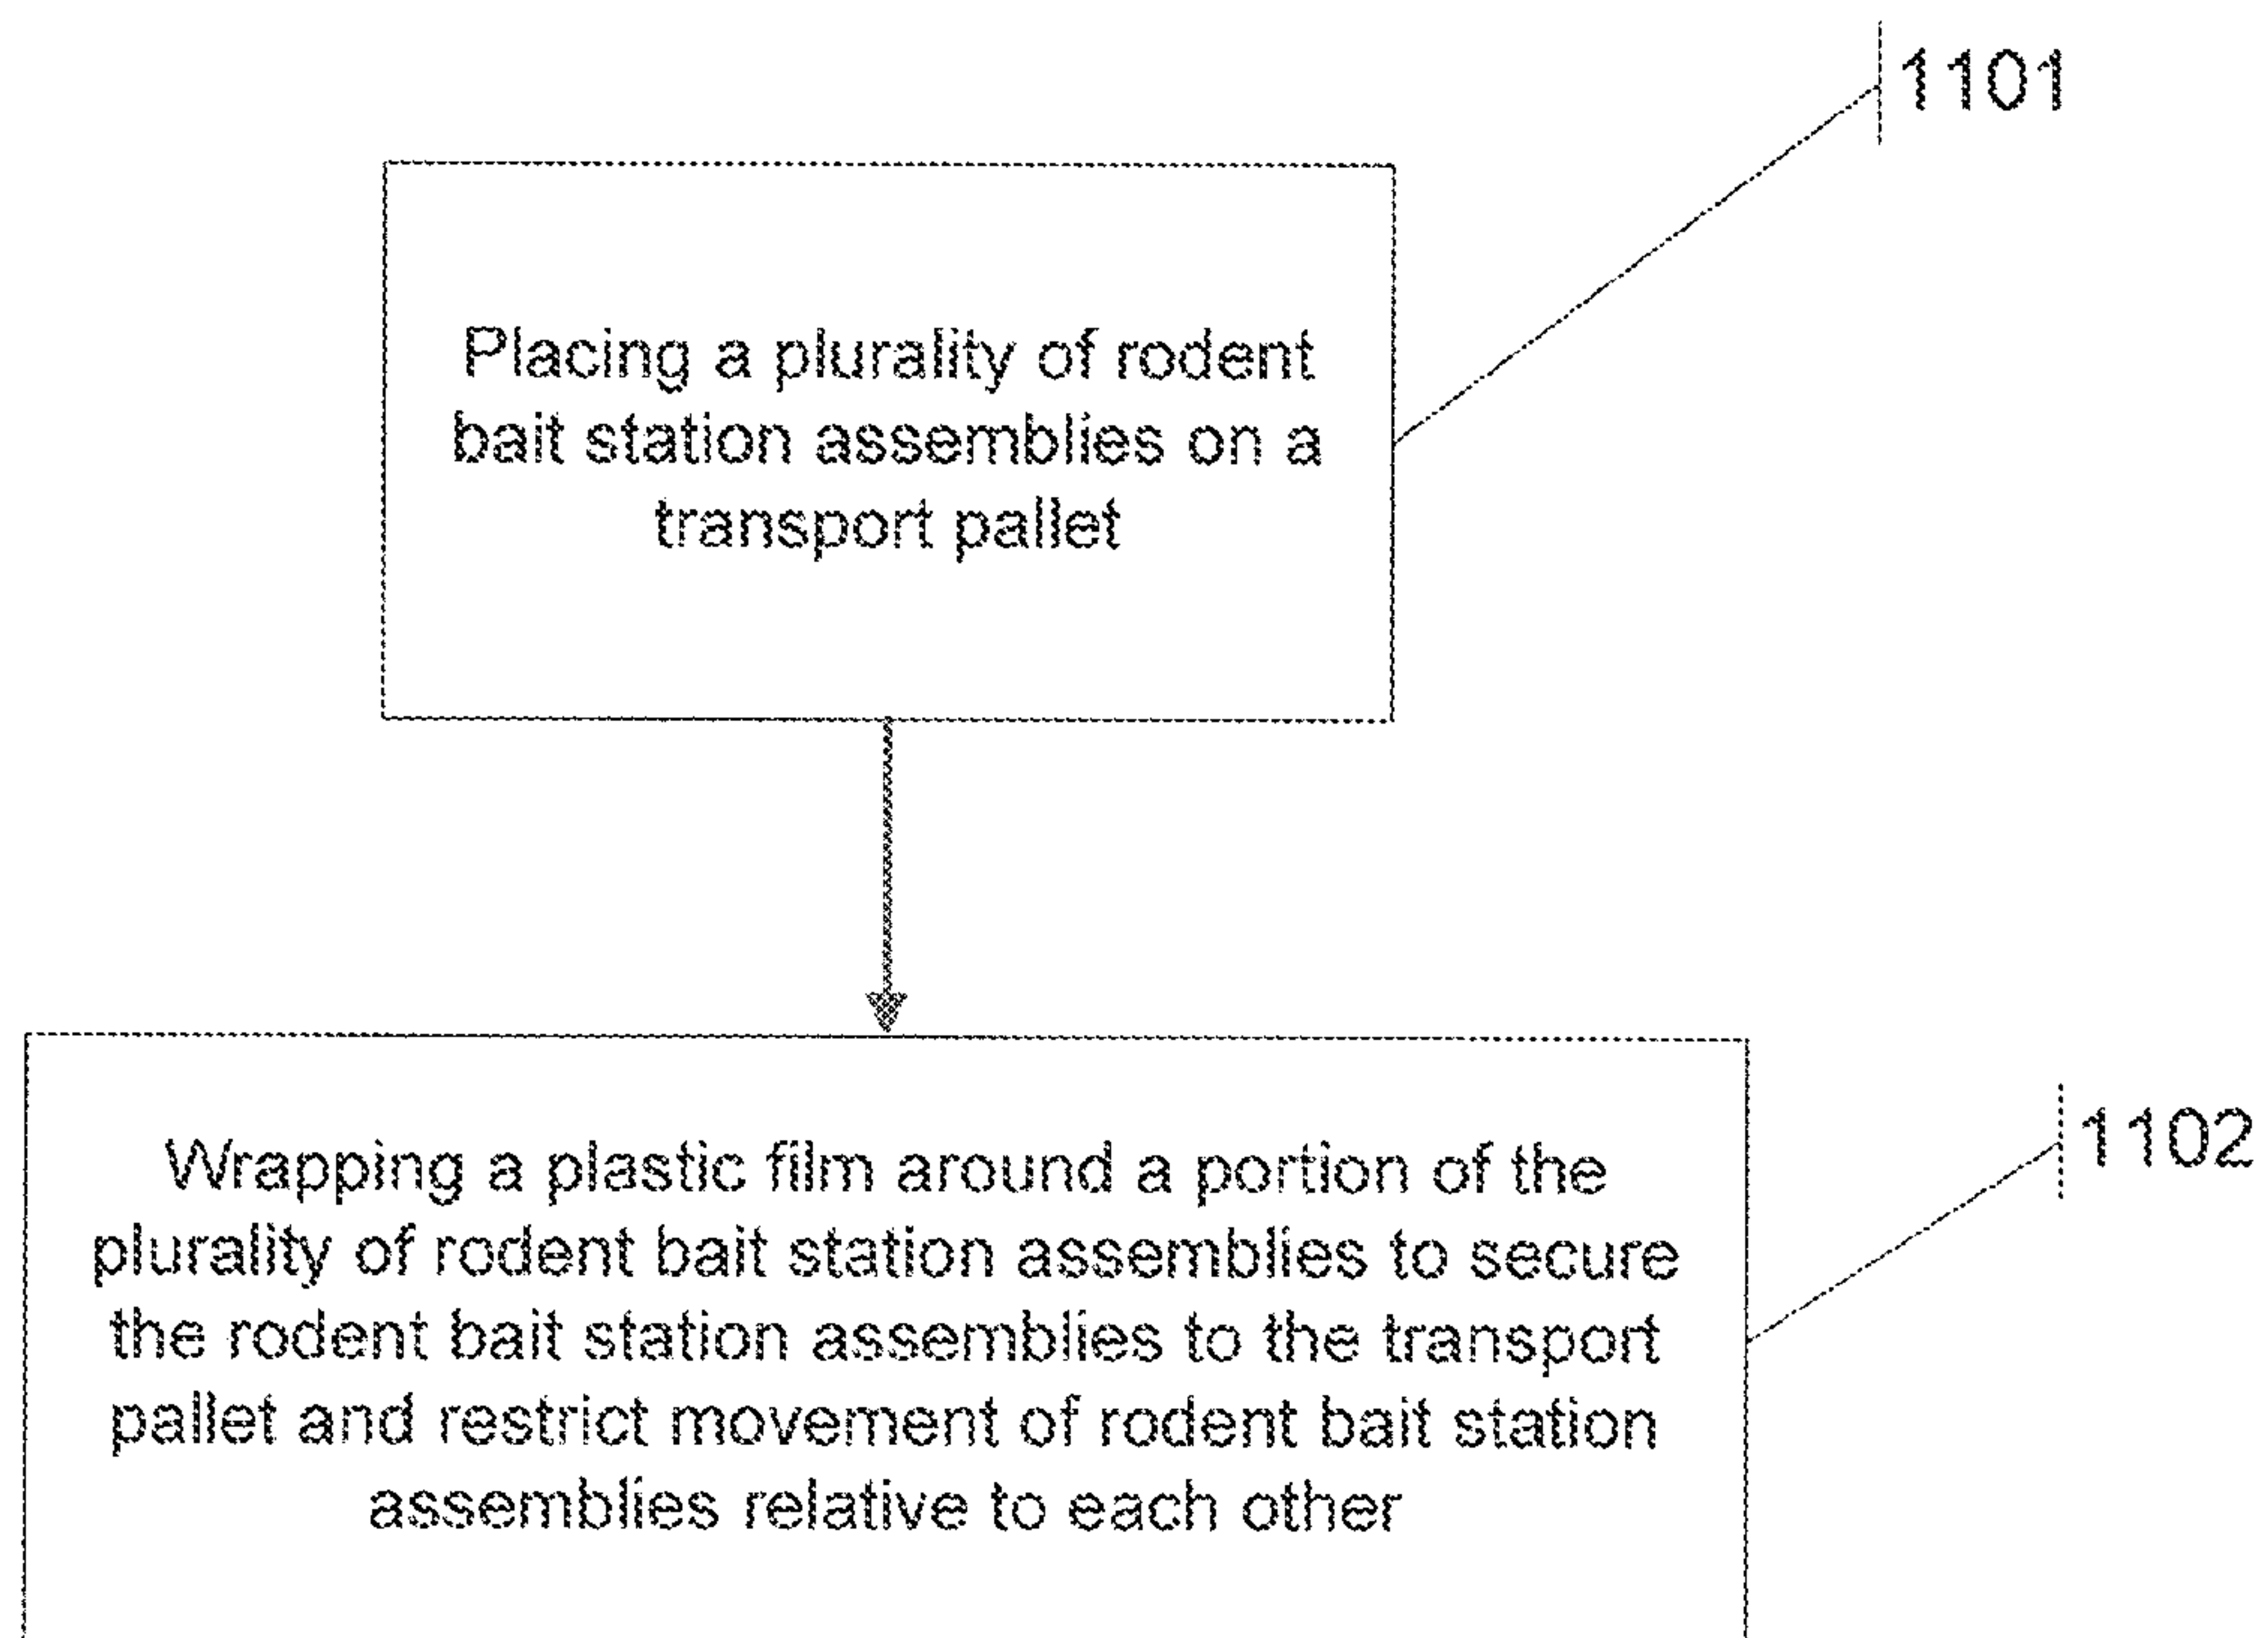 1101
Placing a plurality of rodent
bait station assemblies on a
transport pallet
Wrapping a plastic film around a portion of the
plurality of rodent bait station assemblies to secure
the rodent bait station assemblies to the transport
pallet and restrict movement of rodent bait station
assemblies relative to each other
1102